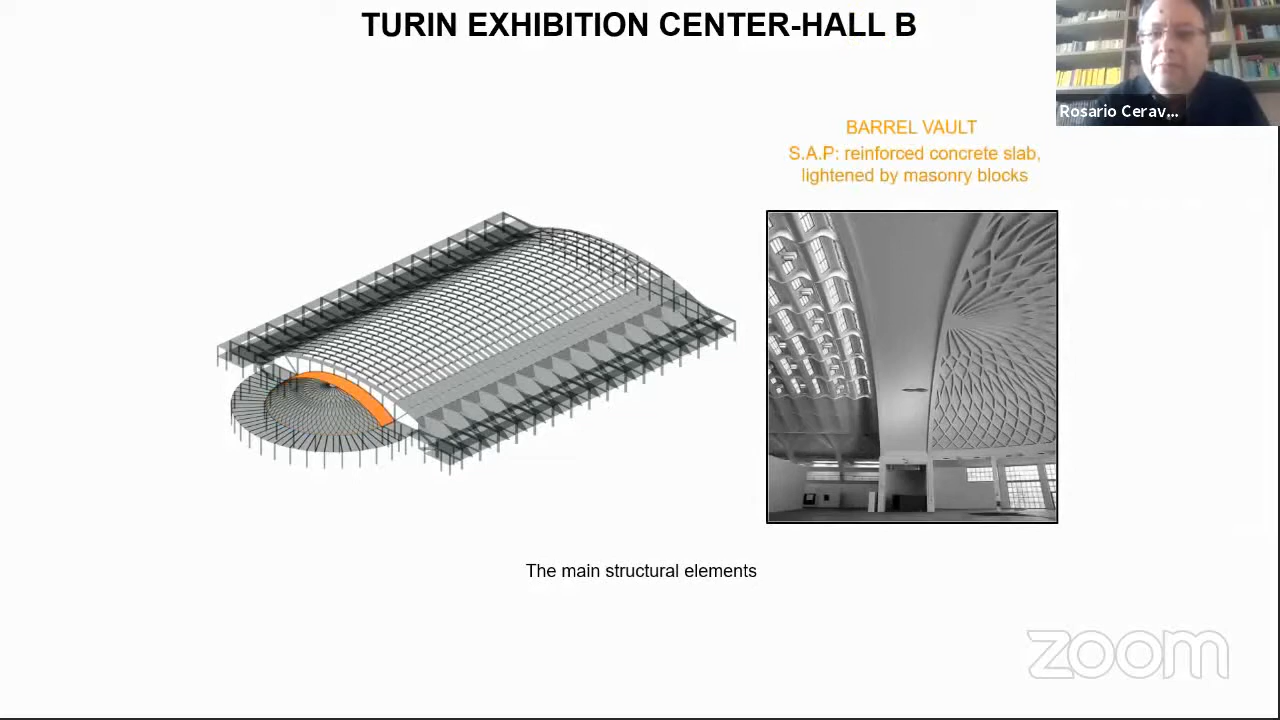 TURIN EXHIBITION CENTER-HALL B
Rosario Cerav...
BARREL VAULT
S.A.P: reinforced concrete slab,
lightened by masonry blocks
The main structural elements
zoom